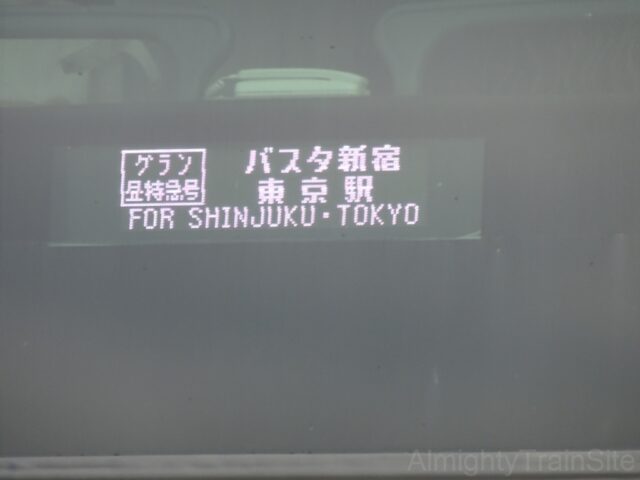 グラン
昼特急号
バスタ新宿
東京駅
FOR SHINJUKU・TOKYO
AlmightyTrainSite